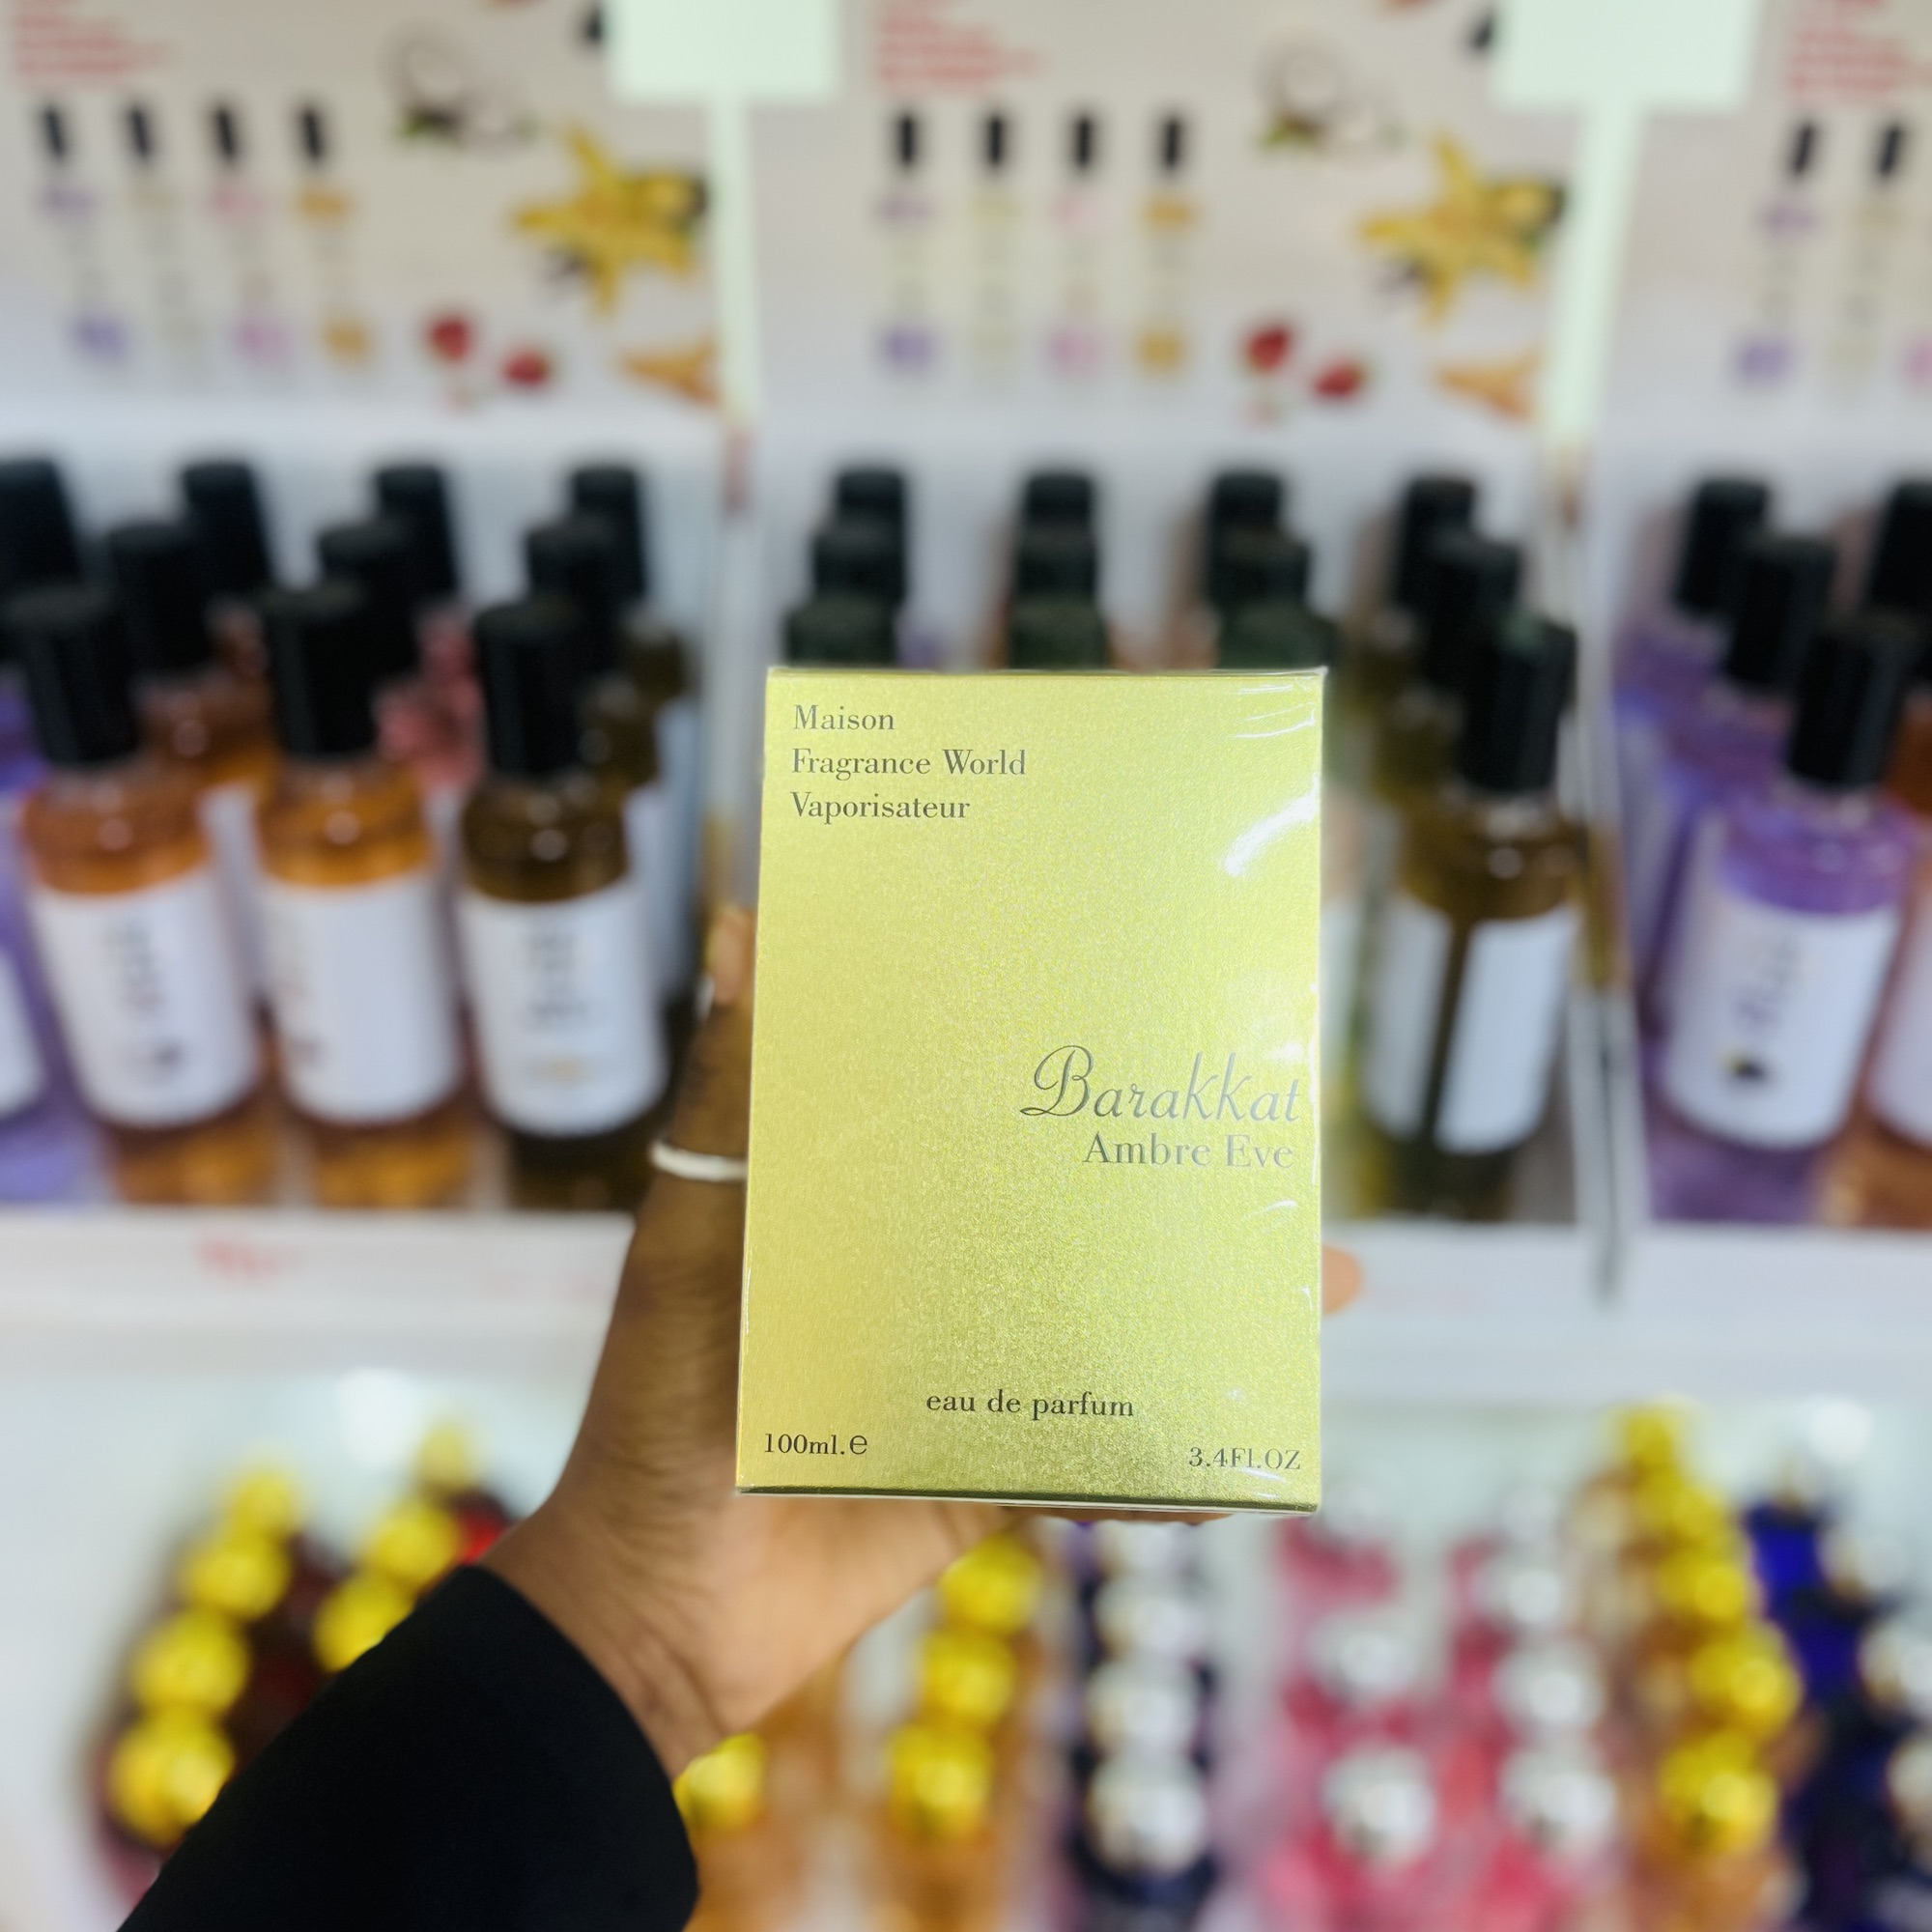 Maison
Fragrance World
Vaporisateur
Barakkat
Ambre Eve
eau de parfum
100ml.e
3.4Fl.OZ